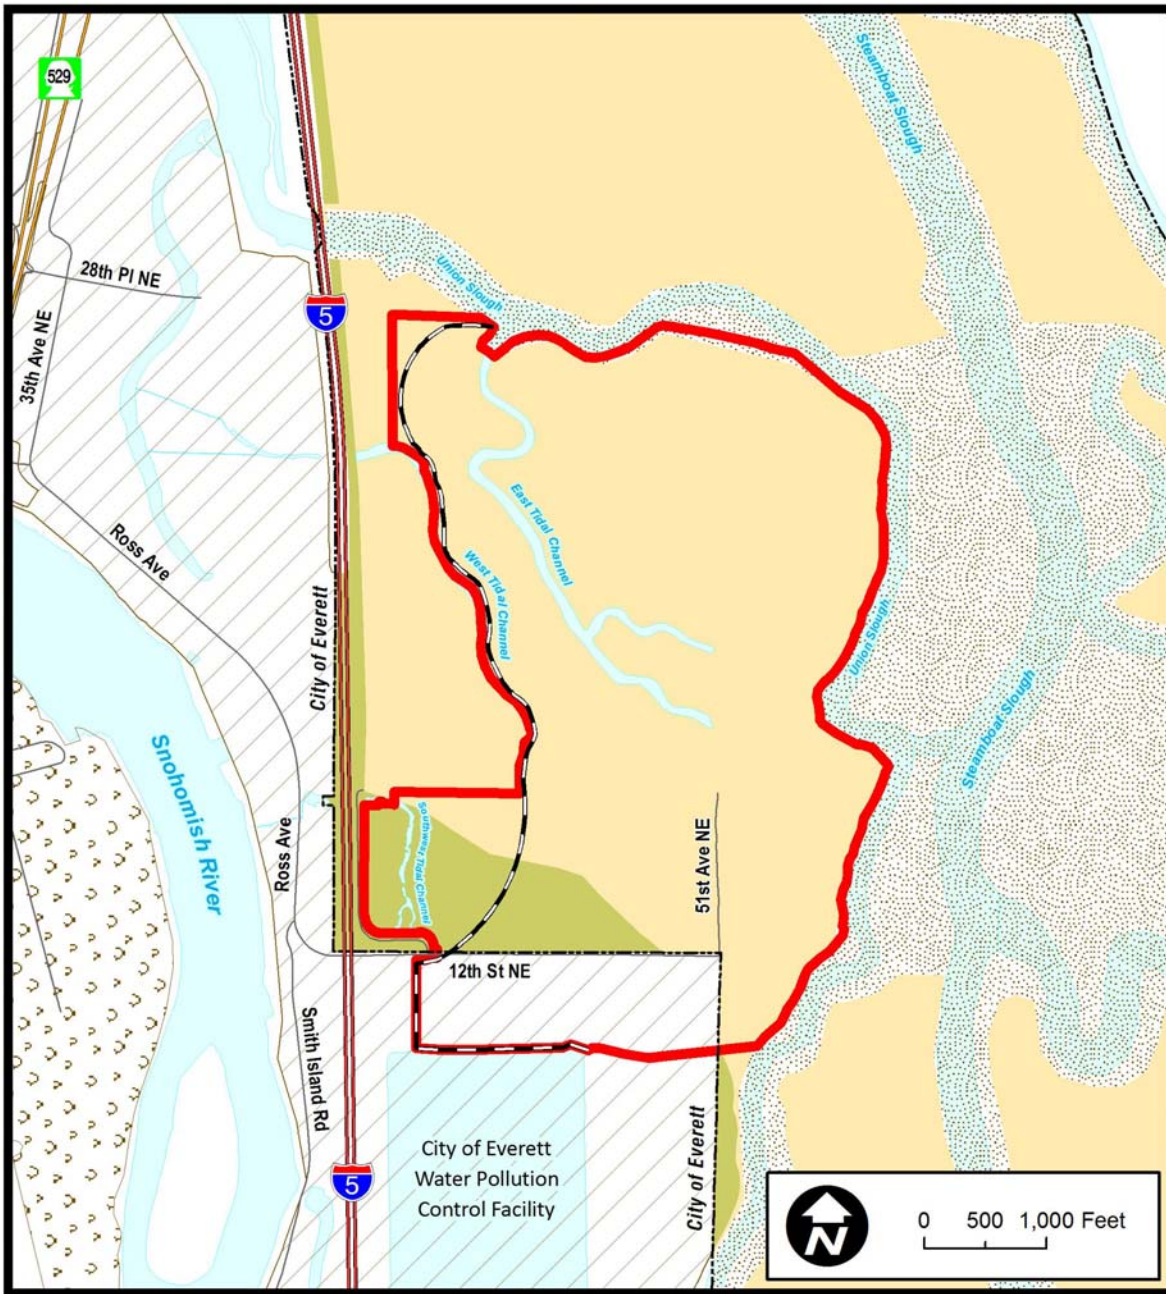 529
Steamboat Slough
28th Pl NE
Union Slough
5
35th Ave NE
East Tidal Channel
Ross Ave
West Tidal Channel
City of Everett
Union Slough
Steamboat Slough
Snohomish River
Southwest Tidal Channel
Ross Ave
51st Ave NE
12th St NE
Smith Island Rd
City of Everett
City of Everett
Water Pollution
Control Facility
5
N
0 500 1,000 Feet